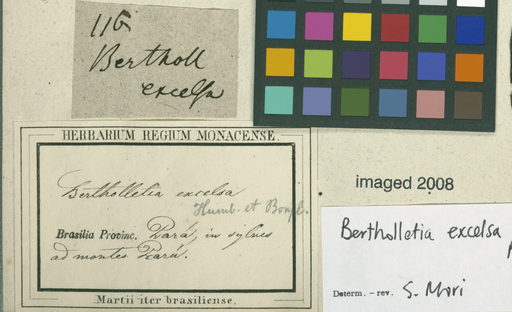 116
Berthol
excelsa
HERBARIUM REGIUM MONACENSE.
Bertholletia excelsa
Humb. et Bonpl.
Brasilia Provinc. Pará, in sylvis
ad montes Pará.
Martii iter brasiliense.
imaged 2008
Bertholletia excelsa
Determ. – rev. S. Mori